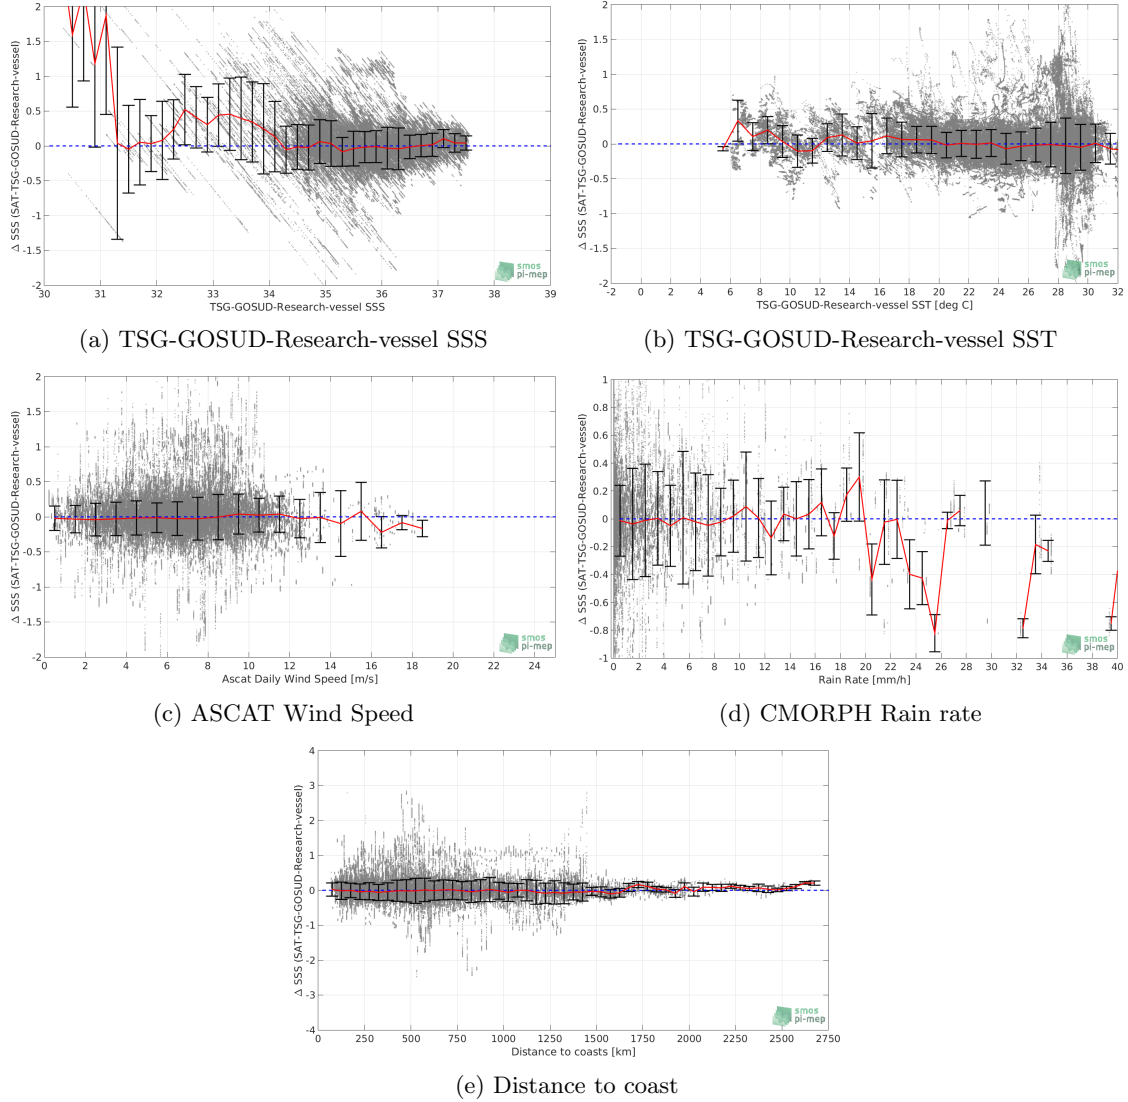 2
1.5
1
0.5
0
-0.5
-1
-1.5
-2
Δ SSS (SAT-TSG-GOSUD-Research-vessel)
30 31 32 33 34 35 36 37 38 39
TSG-GOSUD-Research-vessel SSS
smos
pi-mep
(a) TSG-GOSUD-Research-vessel SSS
2
1.5
1
0.5
0
-0.5
-1
-1.5
-2
Δ SSS (SAT-TSG-GOSUD-Research-vessel)
-2 0 2 4 6 8 10 12 14 16 18 20 22 24 26 28 30 32
TSG-GOSUD-Research-vessel SST [deg C]
smos
pi-mep
(b) TSG-GOSUD-Research-vessel SST
2
1.5
1
0.5
0
-0.5
-1
-1.5
-2
Δ SSS (SAT-TSG-GOSUD-Research-vessel)
0 2 4 6 8 10 12 14 16 18 20 22 24
Ascat Daily Wind Speed [m/s]
smos
pi-mep
(c) ASCAT Wind Speed
1
0.8
0.6
0.4
0.2
0
-0.2
-0.4
-0.6
-0.8
-1
Δ SSS (SAT-TSG-GOSUD-Research-vessel)
0 2 4 6 8 10 12 14 16 18 20 22 24 26 28 30 32 34 36 38 40
Rain Rate [mm/h]
smos
pi-mep
(d) CMORPH Rain rate
4
3
2
1
0
-1
-2
-3
-4
Δ SSS (SAT-TSG-GOSUD-Research-vessel)
0 250 500 750 1000 1250 1500 1750 2000 2250 2500 2750
Distance to coasts [km]
smos
pi-mep
(e) Distance to coast